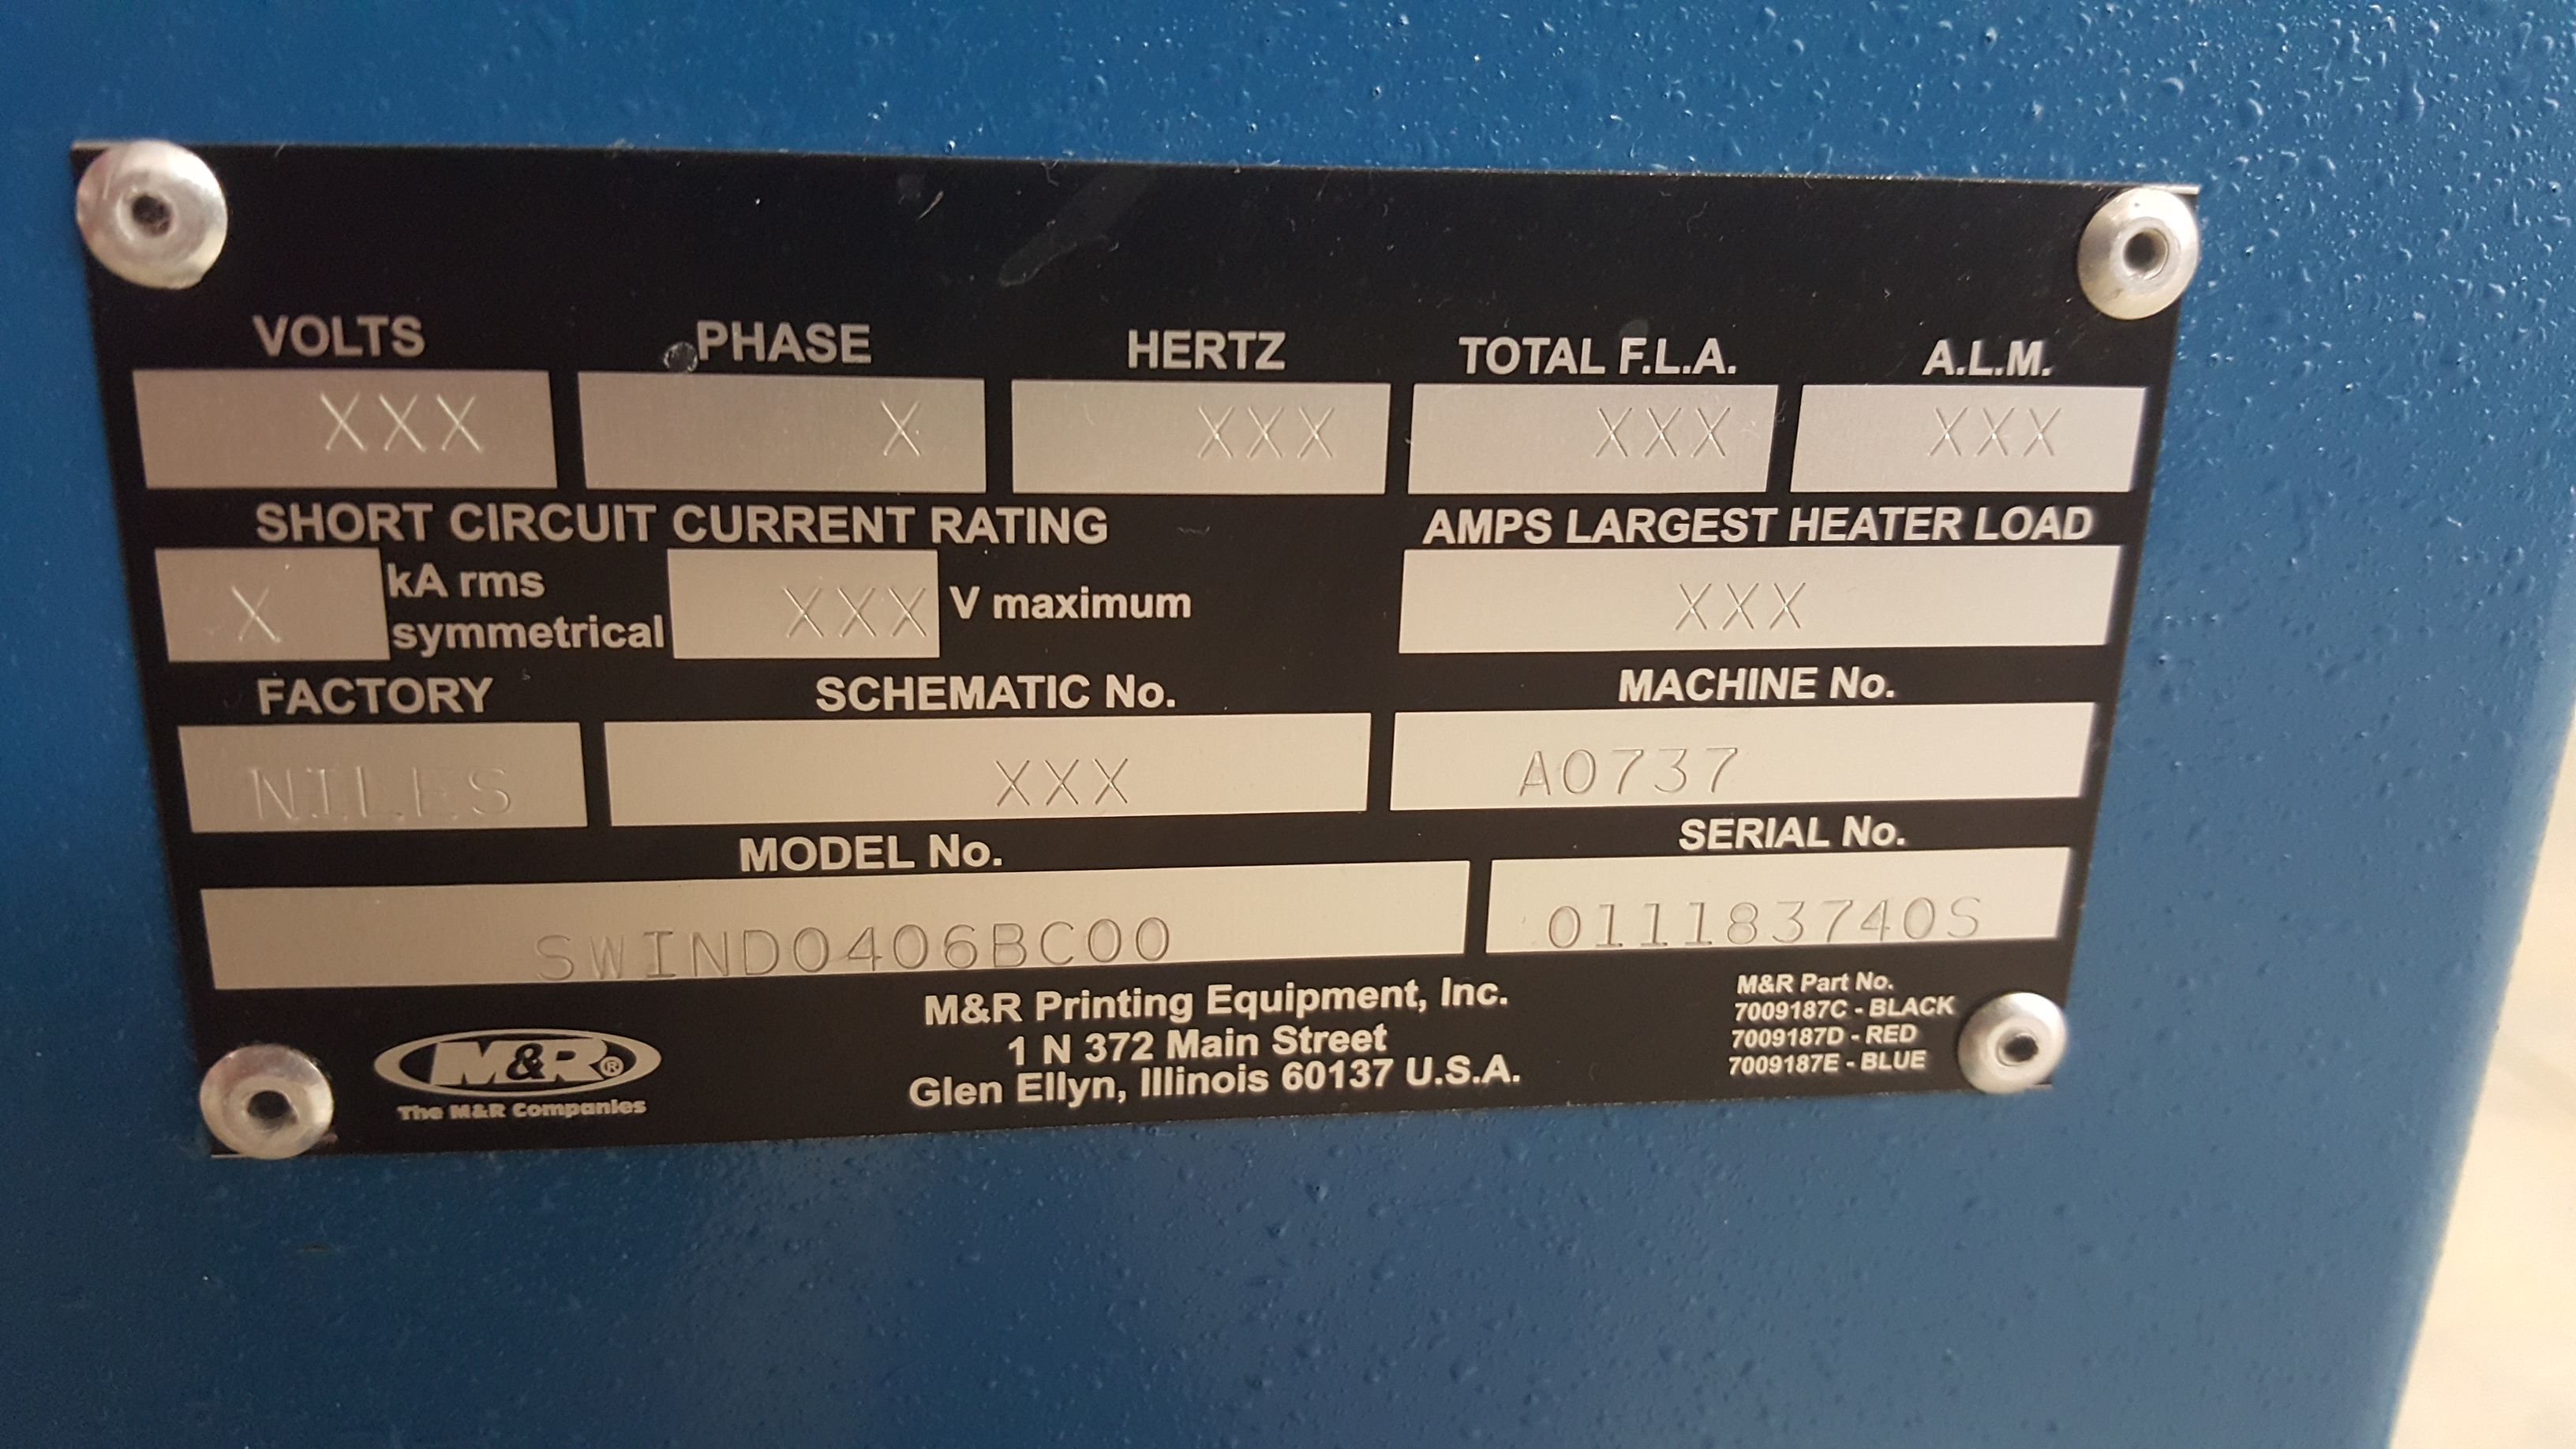 VOLTS PHASE HERTZ TOTAL F.L.A. A.L.M.
XXX X XXX XXX XXX
SHORT CIRCUIT CURRENT RATING AMPS LARGEST HEATER LOAD
X kA rms symmetrical XXX V maximum XXX
FACTORY SCHEMATIC No. MACHINE No.
NILES XXX A0737
MODEL No. SERIAL No.
SWIND0406BC00 011183740S
M&R®
The M&R Companies
M&R Printing Equipment, Inc.
1 N 372 Main Street
Glen Ellyn, Illinois 60137 U.S.A.
M&R Part No.
7009187C - BLACK
7009187D - RED
7009187E - BLUE